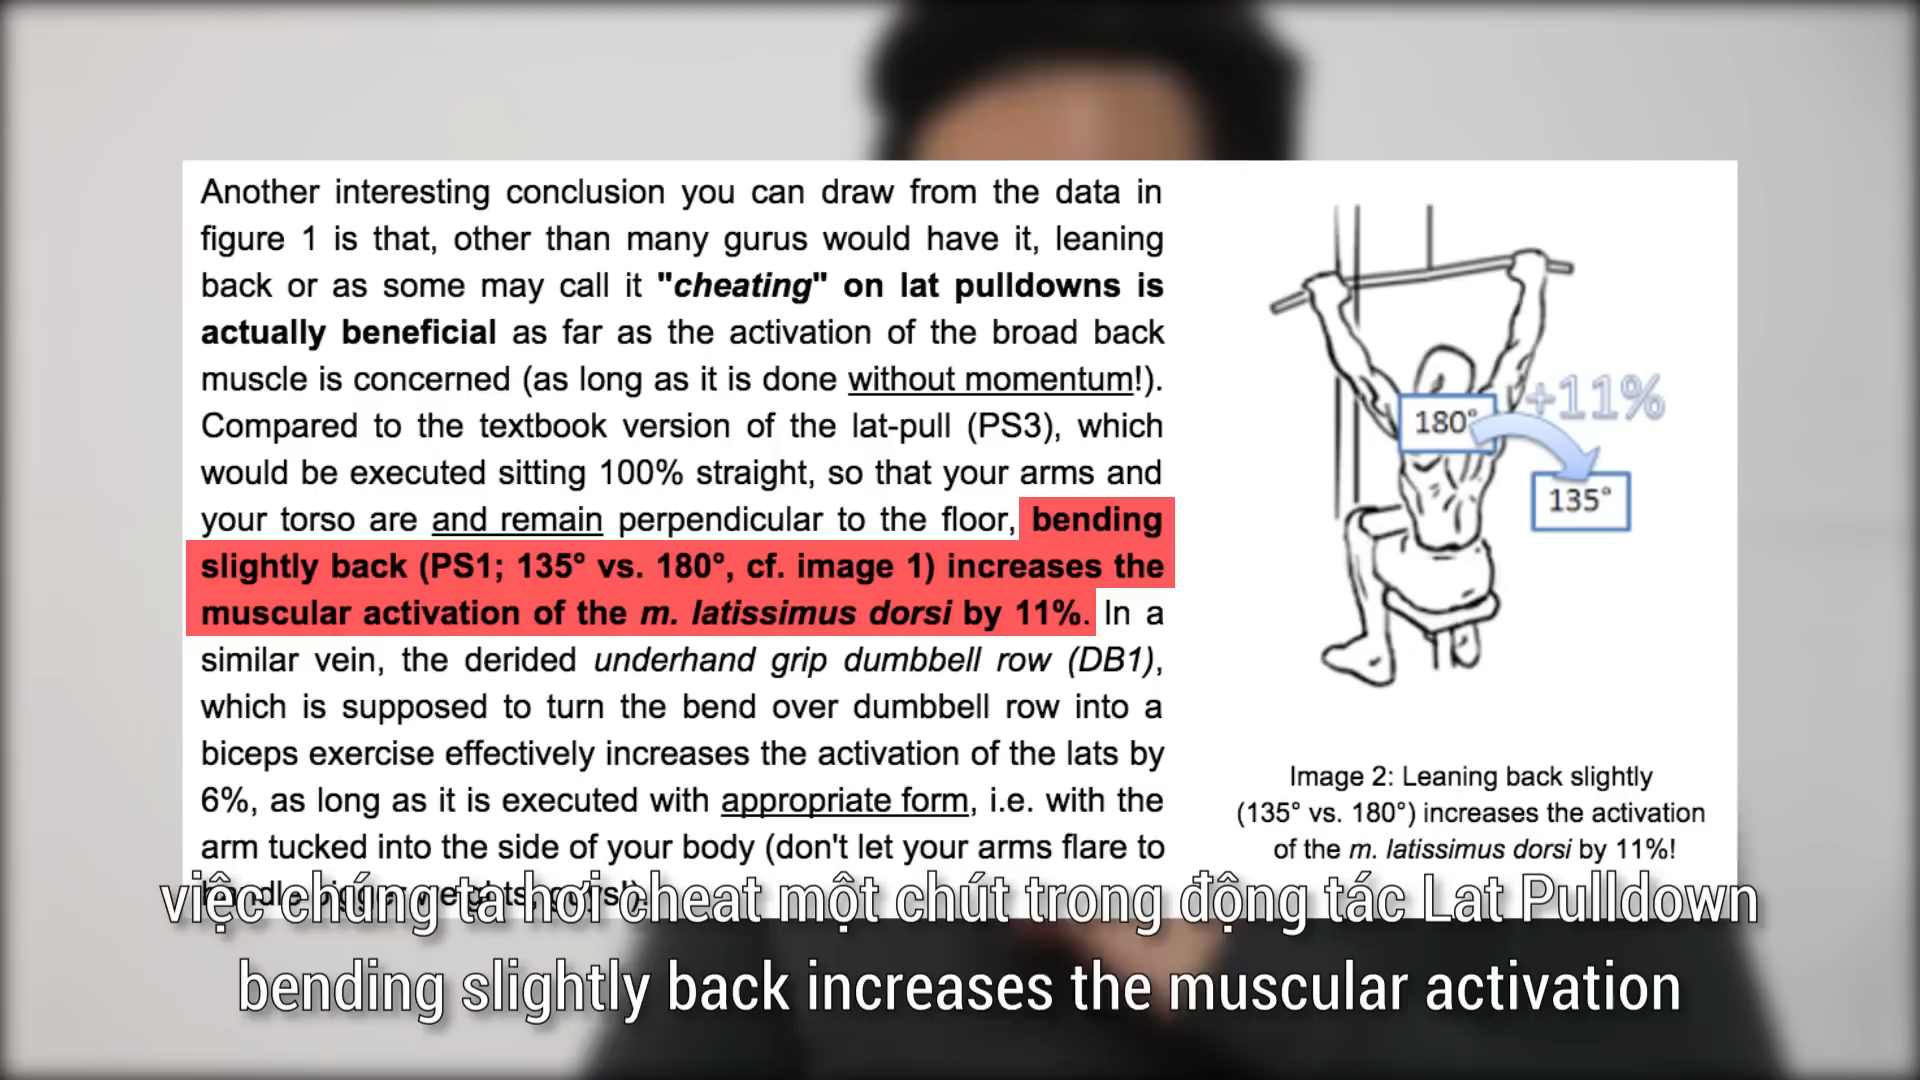 Another interesting conclusion you can draw from the data in
figure 1 is that, other than many gurus would have it, leaning
back or as some may call it "cheating" on lat pulldowns is
actually beneficial as far as the activation of the broad back
muscle is concerned (as long as it is done without momentum!).
Compared to the textbook version of the lat-pull (PS3), which
would be executed sitting 100% straight, so that your arms and
your torso are and remain perpendicular to the floor, bending
slightly back (PS1; 135° vs. 180°, cf. image 1) increases the
muscular activation of the m. latissimus dorsi by 11%. In a
similar vein, the derided underhand grip dumbbell row (DB1),
which is supposed to turn the bend over dumbbell row into a
biceps exercise effectively increases the activation of the lats by
6%, as long as it is executed with appropriate form, i.e. with the
arm tucked into the side of your body (don't let your arms flare to
+11%
180°
135°
Image 2: Leaning back slightly
(135° vs. 180°) increases the activation
of the m. latissimus dorsi by 11%!
việc chúng ta hơi cheat một chút trong động tác Lat Pulldown
bending slightly back increases the muscular activation